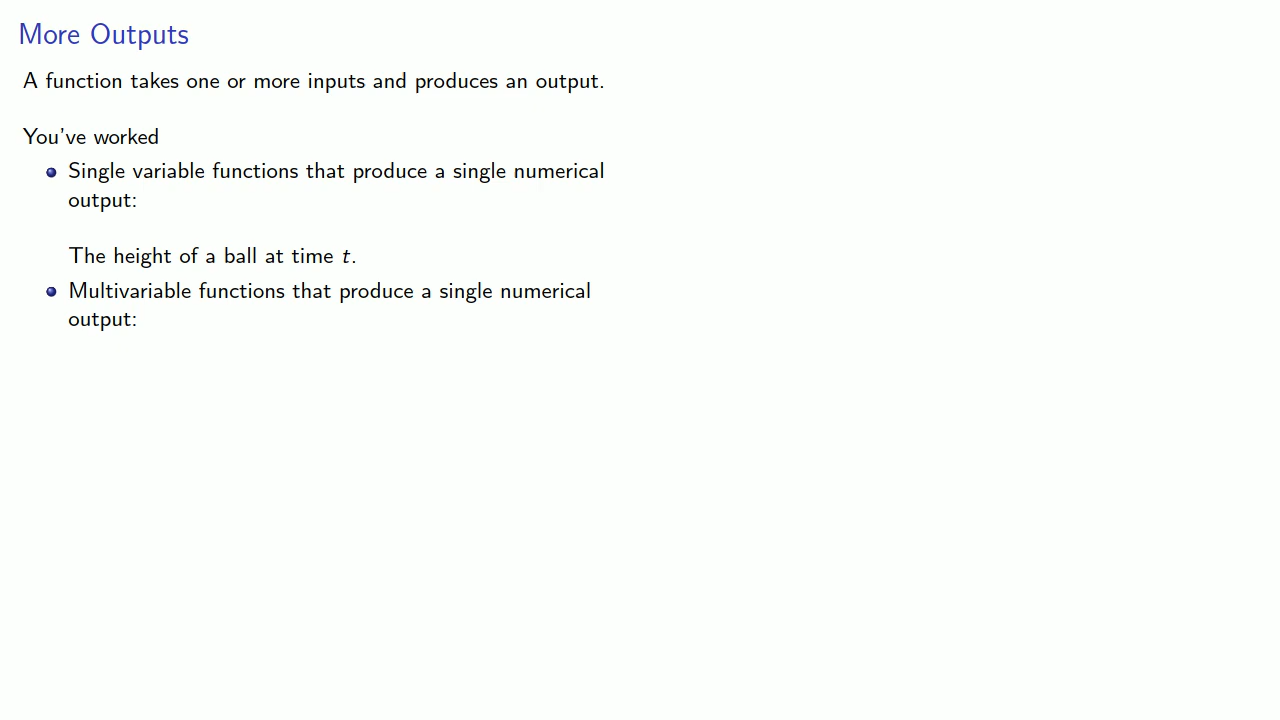 More Outputs
A function takes one or more inputs and produces an output.
You've worked
Single variable functions that produce a single numerical
output:
The height of a ball at time t.
Multivariable functions that produce a single numerical
output: